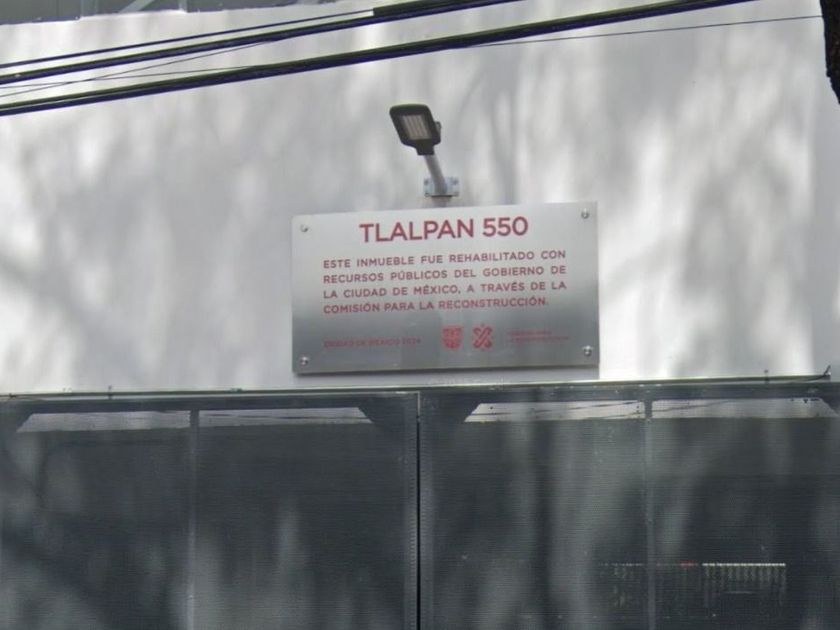 TLALPAN 550
ESTE INMUEBLE FUE REHABILITADO CON
RECURSOS PÚBLICOS DEL GOBIERNO DE
LA CIUDAD DE MÉXICO, A TRAVÉS DE LA
COMISIÓN PARA LA RECONSTRUCCIÓN.
CIUDAD DE MÉXICO 2024